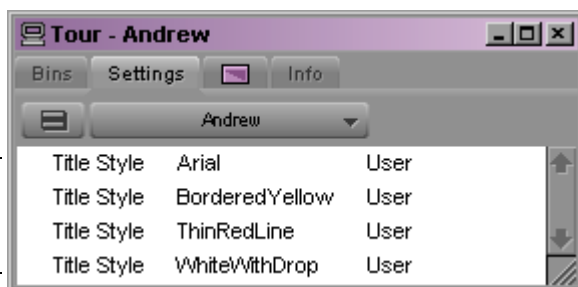 Tour - Andrew
Bins Settings Info
Andrew
Title Style Arial User
Title Style BorderedYellow User
Title Style ThinRedLine User
Title Style WhiteWithDrop User